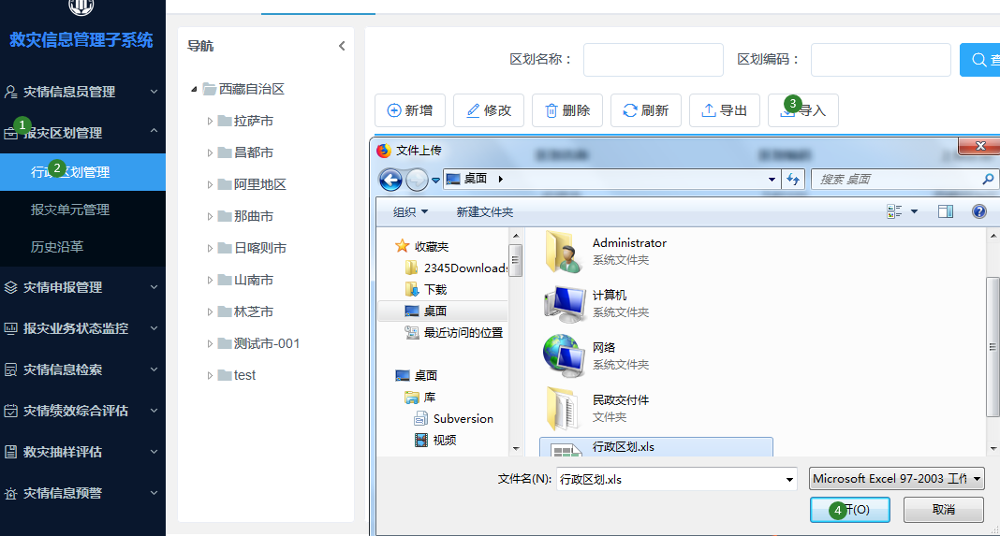 救灾信息管理子系统
灾情信息员管理
1
报灾区划管理
2
行政区划管理
报灾单元管理
历史沿革
灾情申报管理
报灾业务状态监控
灾情信息检索
灾情绩效综合评估
救灾抽样评估
灾情信息预警
导航
西藏自治区
拉萨市
昌都市
阿里地区
那曲市
日喀则市
山南市
林芝市
测试市-001
test
区划名称：
区划编码：
查
新增
修改
删除
刷新
导出
3
导入
文件上传
桌面
搜索 桌面
组织
新建文件夹
收藏夹
2345Downloads
下载
桌面
最近访问的位置
桌面
库
Subversion
视频
Administrator
系统文件夹
计算机
系统文件夹
网络
系统文件夹
民政交付件
文件夹
行政区划.xls
文件名(N):
行政区划.xls
Microsoft Excel 97-2003 工作
4
开(O)
取消